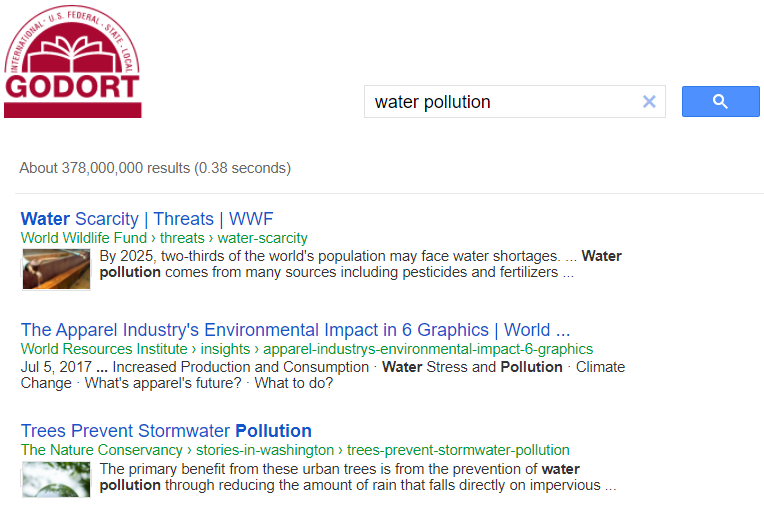 INTERNATIONAL · U.S. FEDERAL · STATE · LOCAL
GODORT
water pollution
About 378,000,000 results (0.38 seconds)
Water Scarcity | Threats | WWF
World Wildlife Fund › threats › water-scarcity
By 2025, two-thirds of the world's population may face water shortages. ... Water
pollution comes from many sources including pesticides and fertilizers ...
The Apparel Industry's Environmental Impact in 6 Graphics | World ...
World Resources Institute › insights › apparel-industrys-environmental-impact-6-graphics
Jul 5, 2017 ... Increased Production and Consumption · Water Stress and Pollution · Climate
Change · What's apparel's future? · What to do?
Trees Prevent Stormwater Pollution
The Nature Conservancy › stories-in-washington › trees-prevent-stormwater-pollution
The primary benefit from these urban trees is from the prevention of water
pollution through reducing the amount of rain that falls directly on impervious ...